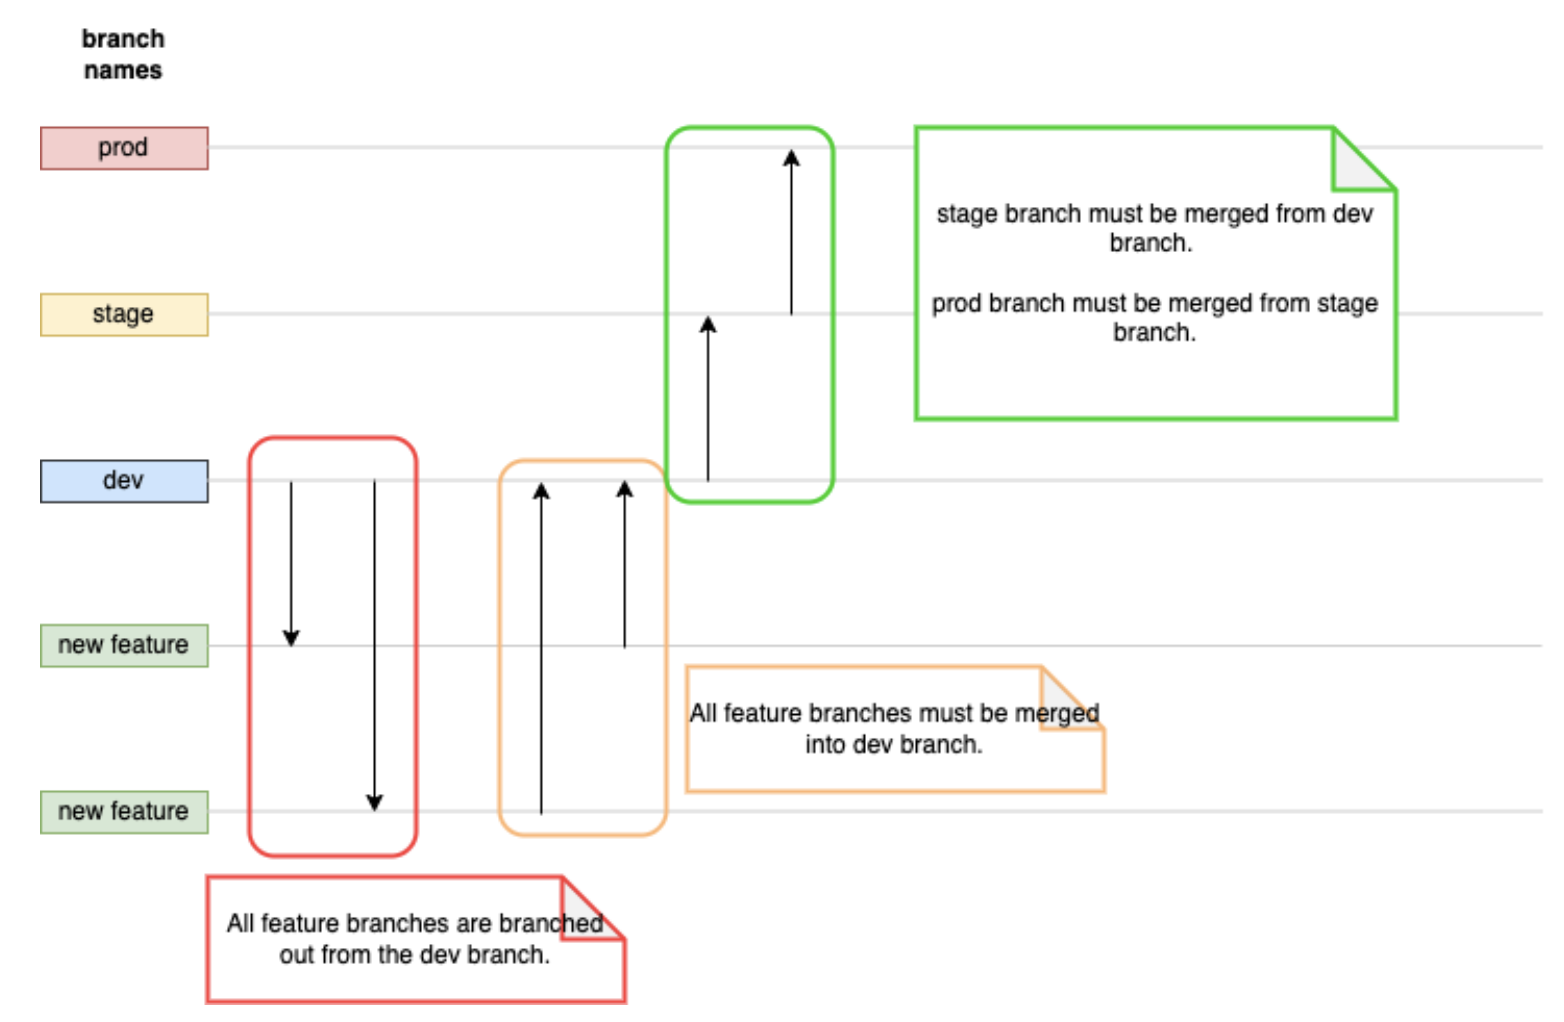 branch
names
prod
stage branch must be merged from dev
branch.
prod branch must be merged from stage
branch.
stage
dev
new feature
All feature branches must be merged
into dev branch.
new feature
All feature branches are branched
out from the dev branch.